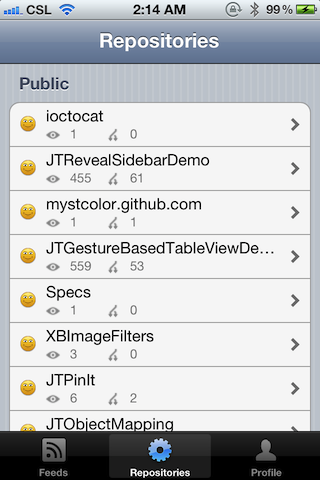 CSL 2:14 AM 99%
Repositories
Public
ioctocat
1 0
JTRevealSidebarDemo
455 61
mystcolor.github.com
1 1
JTGestureBasedTableViewDe...
559 53
Specs
1 0
XBImageFilters
3 0
JTPinIt
6 2
JTObjectMapping
Feeds Repositories Profile